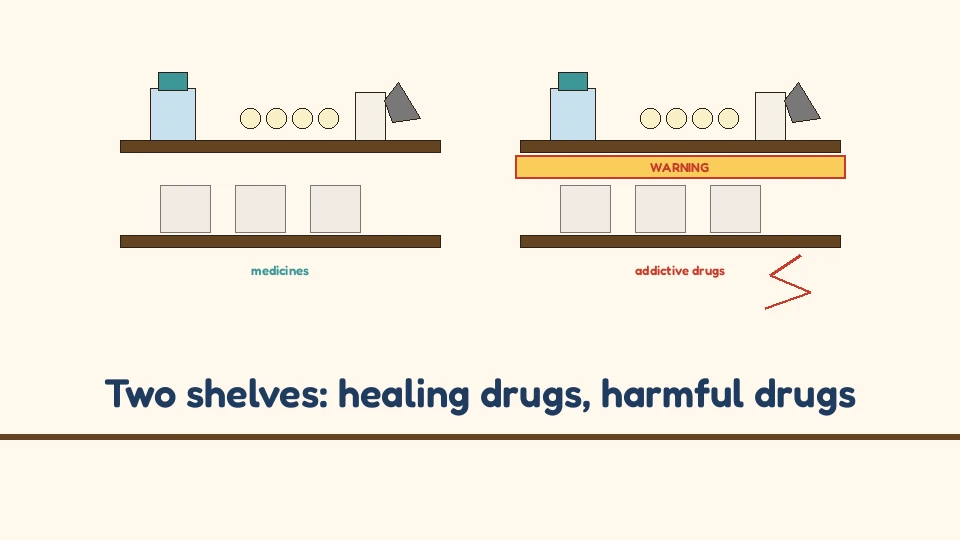 WARNING
medicines
addictive drugs
Two shelves: healing drugs, harmful drugs